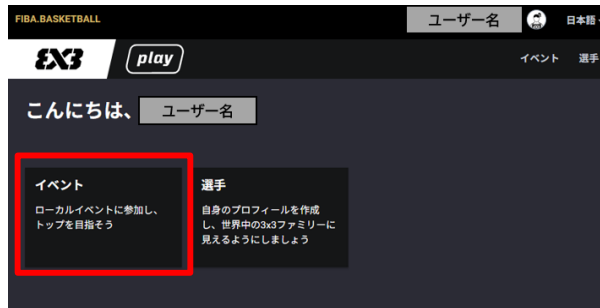 FIBA.BASKETBALL
ユーザー名
日本語
3X3
play
イベント 選手
こんにちは、 ユーザー名
イベント
ローカルイベントに参加し、
トップを目指そう
選手
自身のプロフィールを作成
し、世界中の3x3ファミリーに
見えるようにしましょう